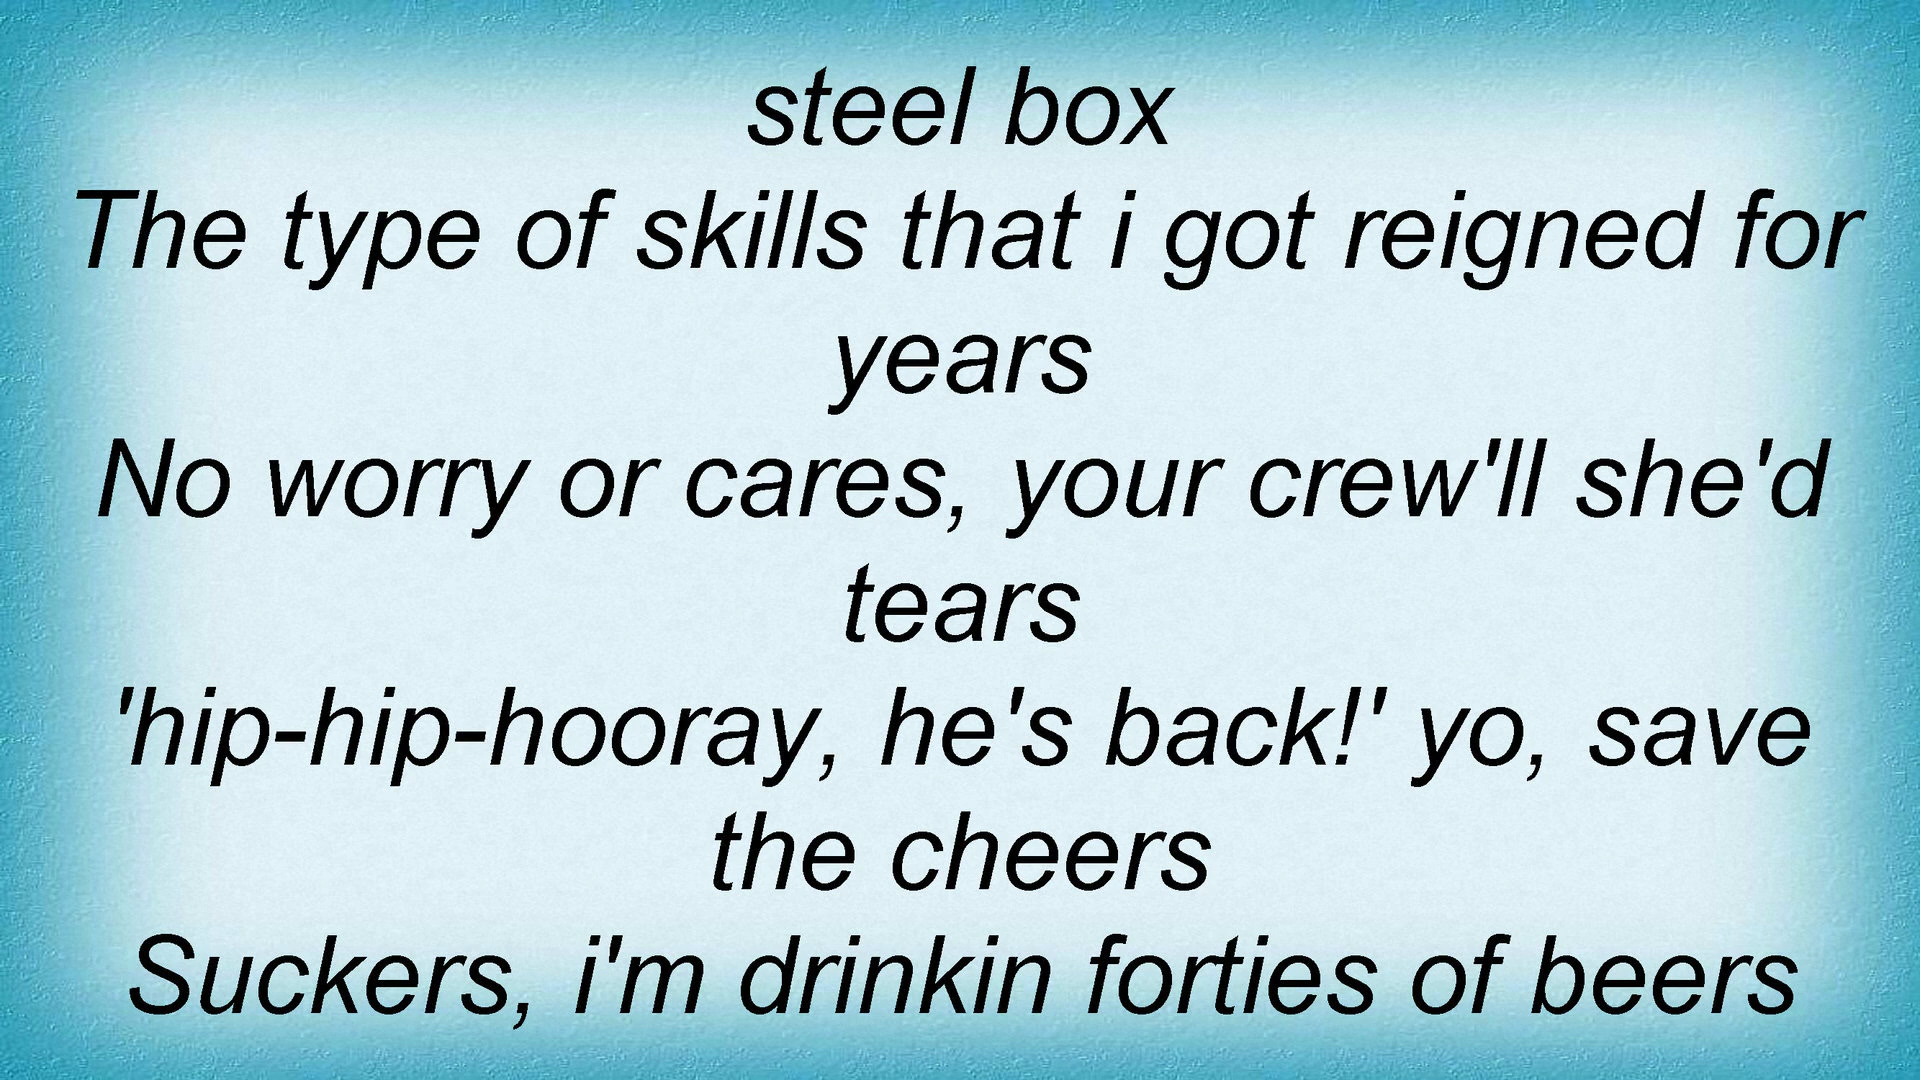 steel box
The type of skills that i got reigned for
years
No worry or cares, your crew'll she'd
tears
'hip-hip-hooray, he's back!' yo, save
the cheers
Suckers, i'm drinkin forties of beers